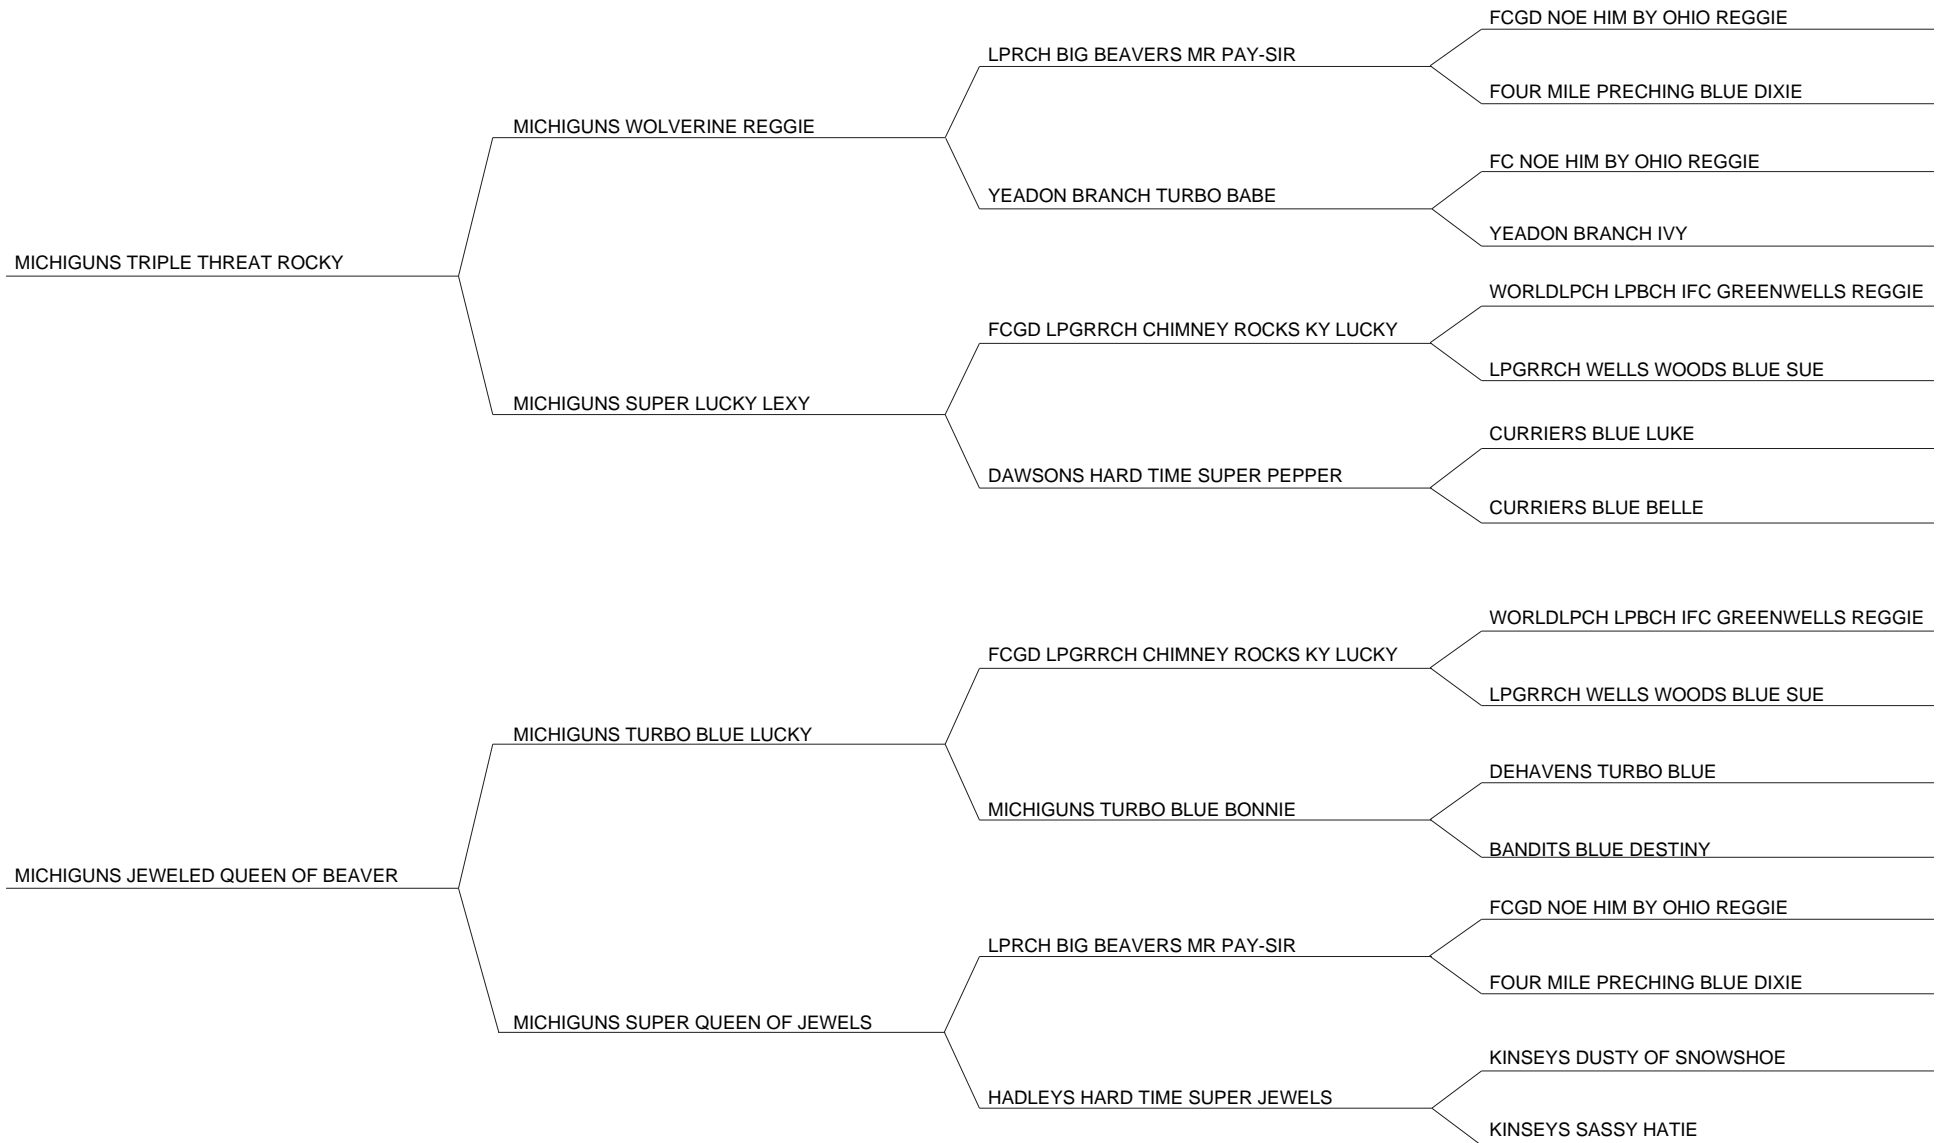 FCGD NOE HIM BY OHIO REGGIE
LPRCH BIG BEAVERS MR PAY-SIR
FOUR MILE PRECHING BLUE DIXIE
MICHIGUNS WOLVERINE REGGIE
FC NOE HIM BY OHIO REGGIE
YEADON BRANCH TURBO BABE
YEADON BRANCH IVY
MICHIGUNS TRIPLE THREAT ROCKY
WORLDLPCH LPBCH IFC GREENWELLS REGGIE
FCGD LPGRRCH CHIMNEY ROCKS KY LUCKY
LPGRRCH WELLS WOODS BLUE SUE
MICHIGUNS SUPER LUCKY LEXY
CURRIERS BLUE LUKE
DAWSONS HARD TIME SUPER PEPPER
CURRIERS BLUE BELLE
WORLDLPCH LPBCH IFC GREENWELLS REGGIE
FCGD LPGRRCH CHIMNEY ROCKS KY LUCKY
LPGRRCH WELLS WOODS BLUE SUE
MICHIGUNS TURBO BLUE LUCKY
DEHAVENS TURBO BLUE
MICHIGUNS TURBO BLUE BONNIE
BANDITS BLUE DESTINY
MICHIGUNS JEWELED QUEEN OF BEAVER
FCGD NOE HIM BY OHIO REGGIE
LPRCH BIG BEAVERS MR PAY-SIR
FOUR MILE PRECHING BLUE DIXIE
MICHIGUNS SUPER QUEEN OF JEWELS
KINSEYS DUSTY OF SNOWSHOE
HADLEYS HARD TIME SUPER JEWELS
KINSEYS SASSY HATIE